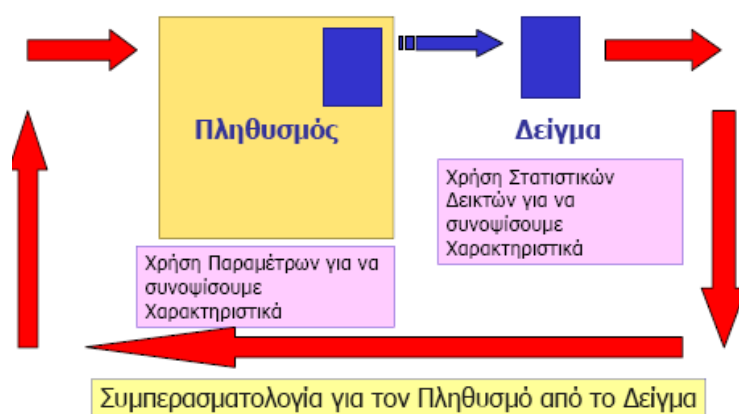 Πληθυσμός
Δείγμα
Χρήση Στατιστικών
Δεικτών για να
συνοψίσουμε
Χαρακτηριστικά
Χρήση Παραμέτρων για να
συνοψίσουμε
Χαρακτηριστικά
Συμπερασματολογία για τον Πληθυσμό από το Δείγμα